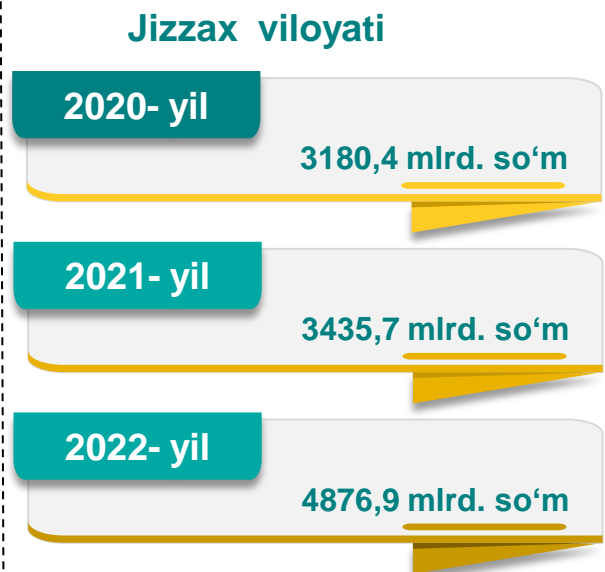 Jizzax viloyati
2020- yil
3180,4 mlrd. so‘m
2021- yil
3435,7 mlrd. so‘m
2022- yil
4876,9 mlrd. so‘m